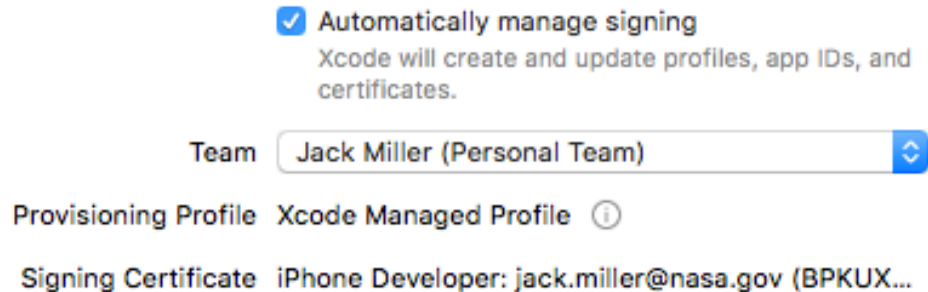 Automatically manage signing
Xcode will create and update profiles, app IDs, and
certificates.
Team Jack Miller (Personal Team)
Provisioning Profile Xcode Managed Profile
Signing Certificate iPhone Developer: jack.miller@nasa.gov (BPKUX...